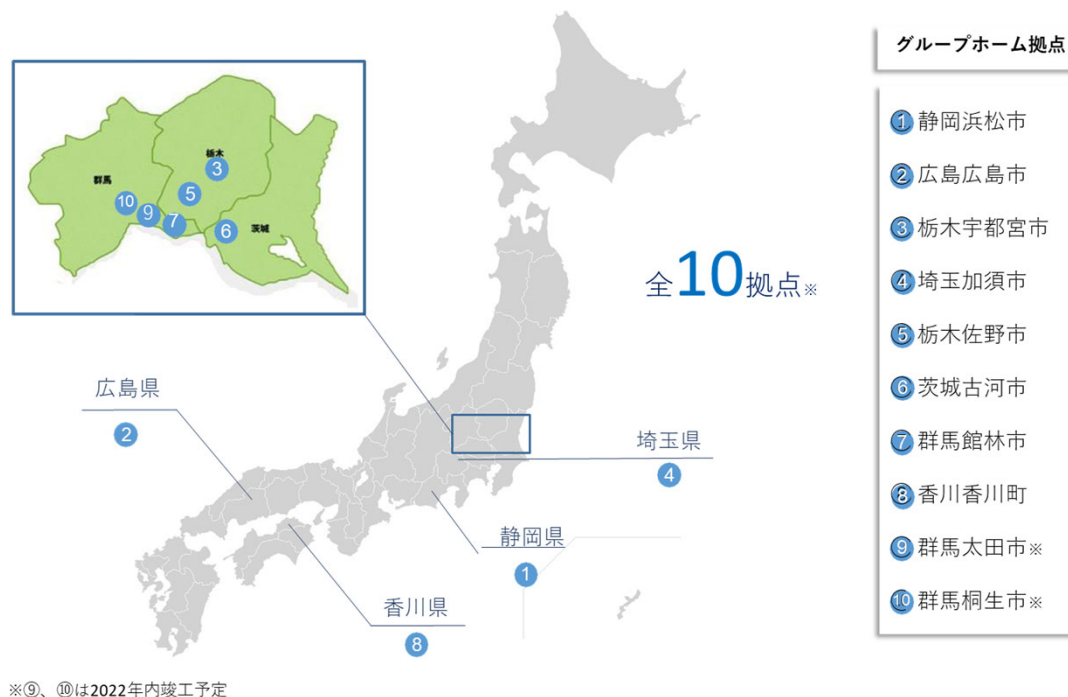 グループホーム拠点
①静岡浜松市
②広島広島市
③栃木宇都宮市
④埼玉加須市
⑤栃木佐野市
⑥茨城古河市
⑦群馬館林市
⑧香川香川町
⑨群馬太田市※
⑩群馬桐生市※
全10拠点※
栃木
3
群馬
5
10
9
7
6
茨城
広島県
2
埼玉県
4
静岡県
1
香川県
8
※⑨、⑩は2022年内竣工予定